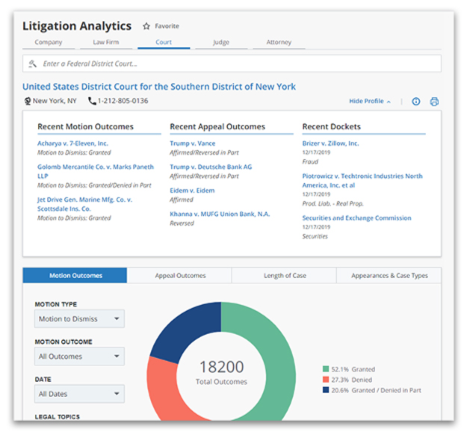 Litigation Analytics Favorite
Company Law Firm Court Judge Attorney
Enter a Federal District Court...
United States District Court for the Southern District of New York
New York, NY 1-212-805-0136 Hide Profile
Recent Motion Outcomes
Acharya v. 7-Eleven, Inc.
Motion to Dismiss: Granted
Golomb Mercantile Co. v. Marks Paneth
LLP
Motion to Dismiss: Granted/Denied in Part
Jet Drive Gen. Marine Mfg. Co. v.
Scottsdale Ins. Co.
Motion to Dismiss: Granted
Recent Appeal Outcomes
Trump v. Vance
Affirmed/Reversed in Part
Trump v. Deutsche Bank AG
Affirmed/Reversed in Part
Eidem v. Eidem
Affirmed
Khanna v. MUFG Union Bank, N.A.
Reversed
Recent Dockets
Brizer v. Zillow, Inc.
12/17/2019
Fraud
Piotrowicz v. Techtronic Industries North
America, Inc. et al
12/17/2019
Prod. Liab. - Real Prop.
Securities and Exchange Commission
12/17/2019
Securities
Motion Outcomes Appeal Outcomes Length of Case Appearances & Case Types
MOTION TYPE
Motion to Dismiss
MOTION OUTCOME
All Outcomes
DATE
All Dates
LEGAL TOPICS
18200
Total Outcomes
52.1% Granted
27.3% Denied
20.6% Granted / Denied in Part